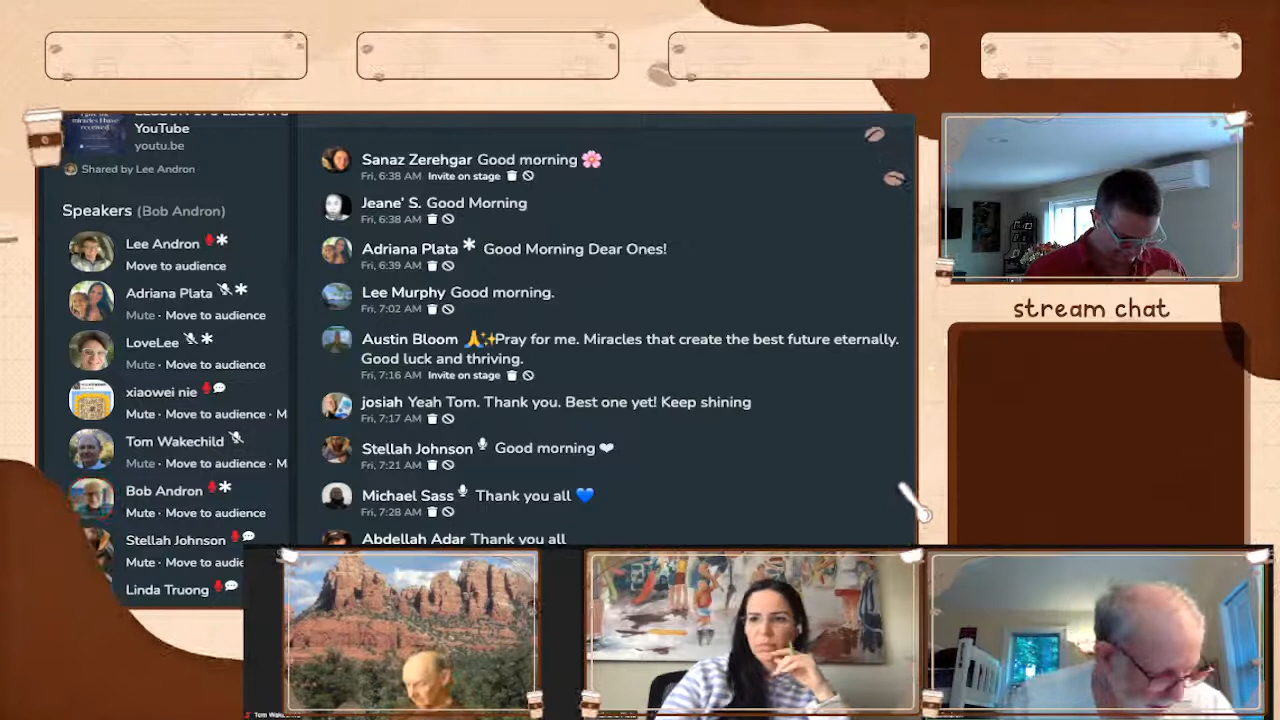 miracles I have
received.
YouTube
youtu.be
Shared by Lee Andron
Speakers (Bob Andron)
Lee Andron
Move to audience
Adriana Plata
Mute · Move to audience
LoveLee
Mute · Move to audience
xiaowei nie
Mute · Move to audience · M
Tom Wakechild
Mute · Move to audience · M
Bob Andron
Mute · Move to audience
Stellah Johnson
Mute · Move to audie
Linda Truong
Sanaz Zerehgar Good morning 🌸
Fri, 6:38 AM Invite on stage
Jeane' S. Good Morning
Fri, 6:38 AM
Adriana Plata * Good Morning Dear Ones!
Fri, 6:39 AM
Lee Murphy Good morning.
Fri, 7:02 AM
Austin Bloom 🙏✨Pray for me. Miracles that create the best future eternally.
Good luck and thriving.
Fri, 7:16 AM Invite on stage
josiah Yeah Tom. Thank you. Best one yet! Keep shining
Fri, 7:17 AM
Stellah Johnson Good morning ❤
Fri, 7:21 AM
Michael Sass Thank you all 💙
Fri, 7:28 AM
Abdellah Adar Thank you all
stream chat